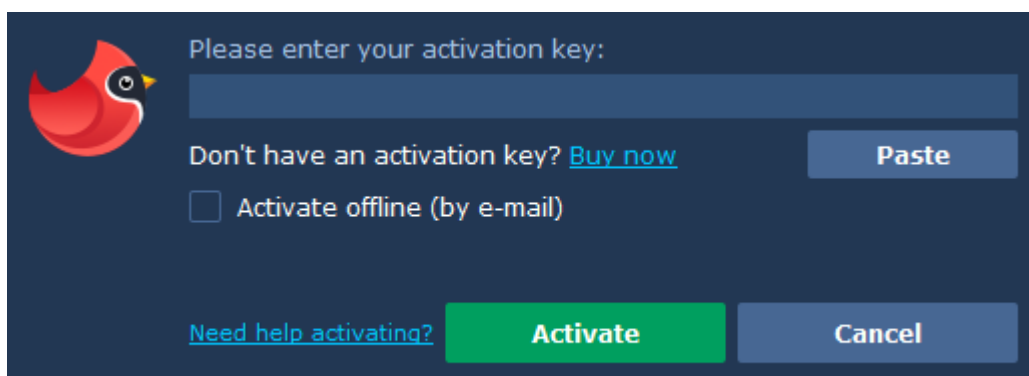 Please enter your activation key:
Don't have an activation key? Buy now
Paste
Activate offline (by e-mail)
Need help activating?
Activate
Cancel